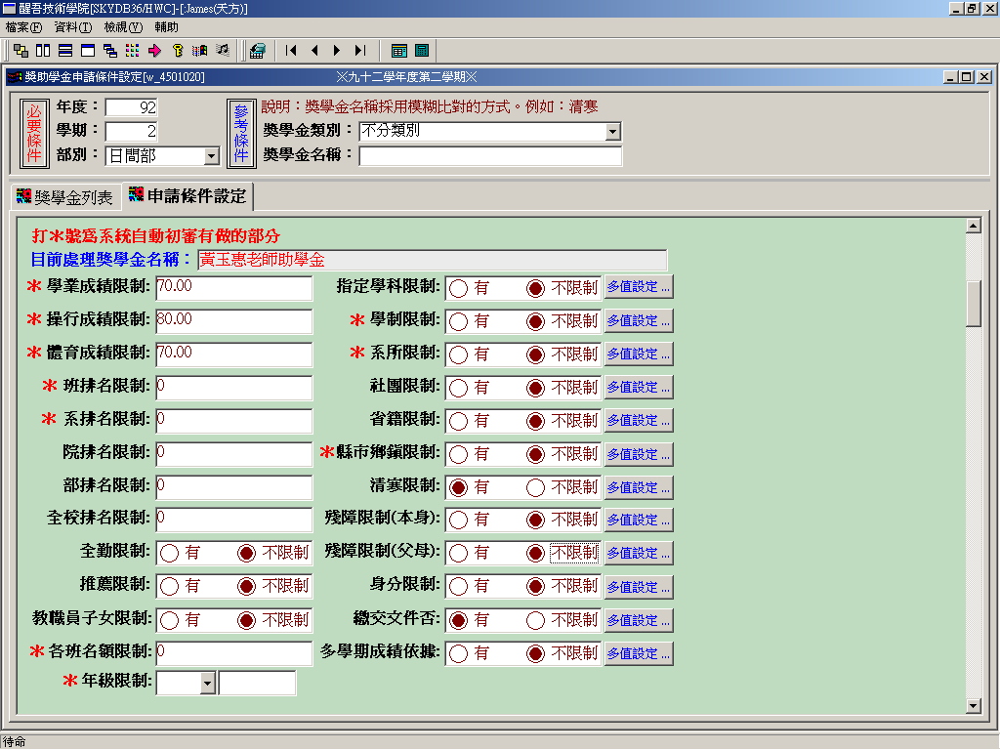 醒吾技術學院[SKYDB36/HWC]-[:James(天方)]
檔案(F) 資料(I) 檢視(V) 輔助
獎助學金申請條件設定[w_4501020] ※九十二學年度第二學期※
必要條件
年度： 92
學期： 2
部別： 日間部
參考條件
說明：獎學金名稱採用模糊比對的方式。例如：清寒
獎學金類別： 不分類別
獎學金名稱：
獎學金列表 申請條件設定
打＊號為系統自動初審有做的部分
目前處理獎學金名稱： 黃玉惠老師助學金
＊ 學業成績限制: 70.00 指定學科限制: 有 不限制 多值設定 ...
＊ 操行成績限制: 80.00 ＊ 學制限制: 有 不限制 多值設定 ...
＊ 體育成績限制: 70.00 ＊ 系所限制: 有 不限制 多值設定 ...
＊ 班排名限制: 0 社團限制: 有 不限制 多值設定 ...
＊ 系排名限制: 0 省籍限制: 有 不限制 多值設定 ...
院排名限制: 0 ＊縣市鄉鎮限制: 有 不限制 多值設定 ...
部排名限制: 0 清寒限制: 有 不限制 多值設定 ...
全校排名限制: 0 殘障限制(本身): 有 不限制 多值設定 ...
全勤限制: 有 不限制 殘障限制(父母): 有 不限制 多值設定 ...
推薦限制: 有 不限制 身分限制: 有 不限制 多值設定 ...
教職員子女限制: 有 不限制 繳交文件否: 有 不限制 多值設定 ...
＊ 各班名額限制: 0 多學期成績依據: 有 不限制 多值設定 ...
＊ 年級限制:
待命